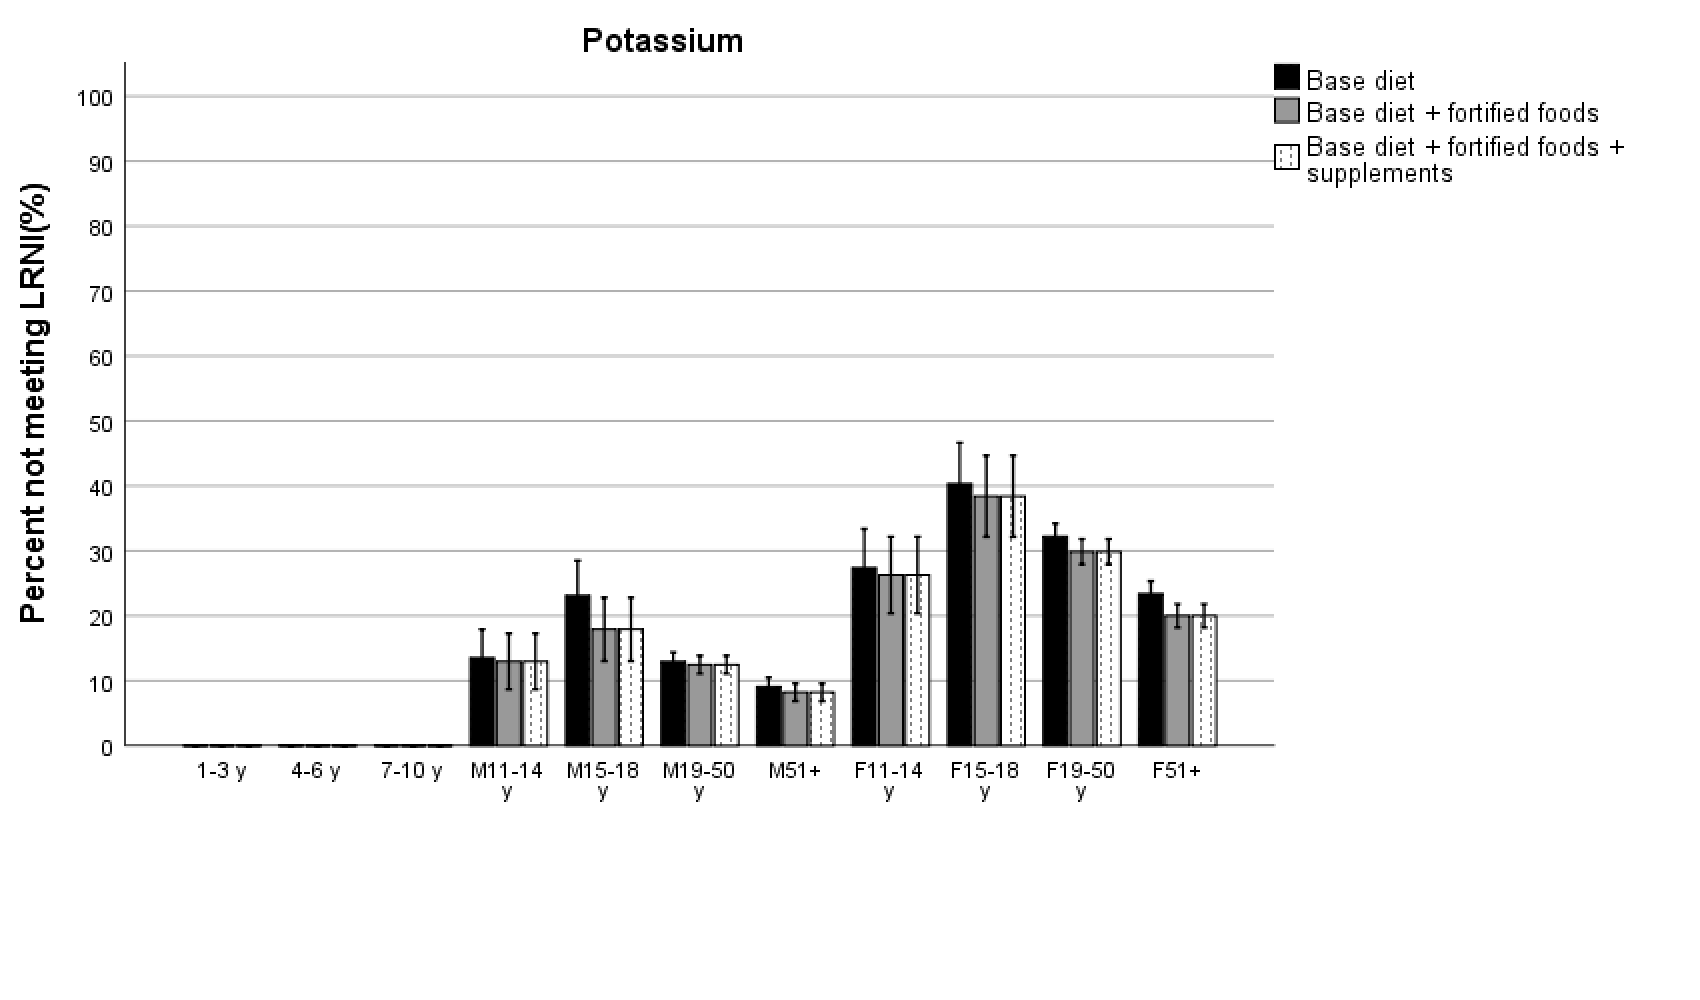 Potassium
Base diet
Base diet + fortified foods
Base diet + fortified foods +
supplements
Percent not meeting LRNI(%)
100
90
80
70
60
50
40
30
20
10
0
1-3 y
4-6 y
7-10 y
M11-14
y
M15-18
y
M19-50
y
M51+
F11-14
y
F15-18
y
F19-50
y
F51+